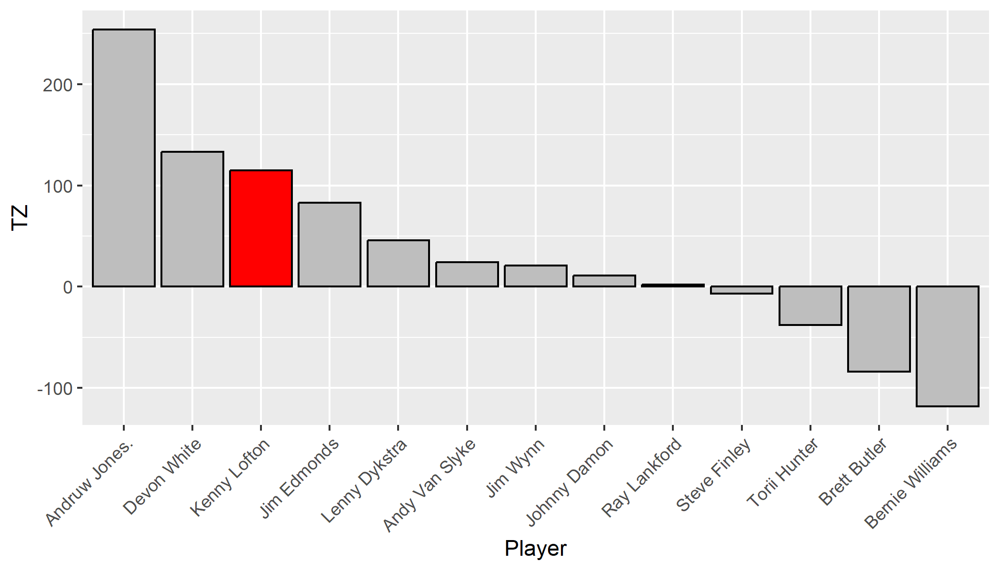 TZ
200
100
0
-100
Andruw Jones.
Devon White
Kenny Lofton
Jim Edmonds
Lenny Dykstra
Andy Van Slyke
Jim Wynn
Johnny Damon
Ray Lankford
Steve Finley
Torii Hunter
Brett Butler
Bernie Williams
Player